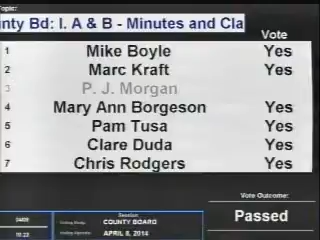 Topic:
nty Bd: I. A & B - Minutes and Cla
Vote
1 Mike Boyle Yes
2 Marc Kraft Yes
3 P. J. Morgan
4 Mary Ann Borgeson Yes
5 Pam Tusa Yes
6 Clare Duda Yes
7 Chris Rodgers Yes
Vote Outcome:
Passed
Session
COUNTY BOARD
APRIL 8, 2014